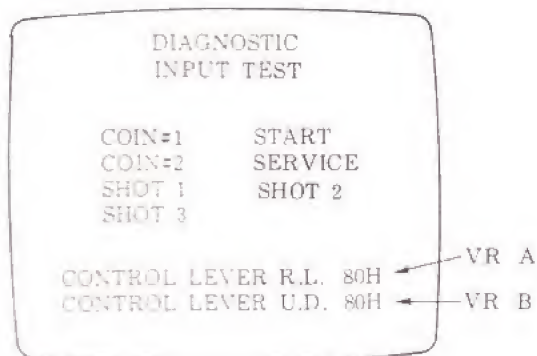 DIAGNOSTIC
INPUT TEST
COIN#1 START
COIN#2 SERVICE
SHOT 1 SHOT 2
SHOT 3
CONTROL LEVER R.L. 80H VR A
CONTROL LEVER U.D. 80H VR B